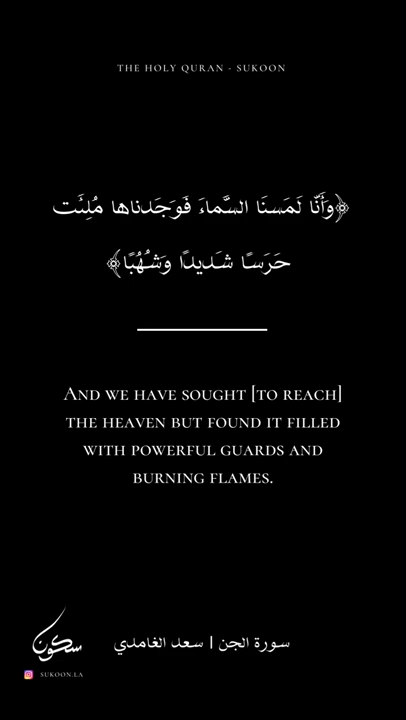 THE HOLY QURAN - SUKOON
﴿وَأَنّا لَمَسنَا السَّماءَ فَوَجَدناها مُلِئَت
حَرَسًا شَديدًا وَشُهُبًا﴾
AND WE HAVE SOUGHT [TO REACH]
THE HEAVEN BUT FOUND IT FILLED
WITH POWERFUL GUARDS AND
BURNING FLAMES.
سكون
سورة الجن | سعد الغامدي
SUKOON.LA